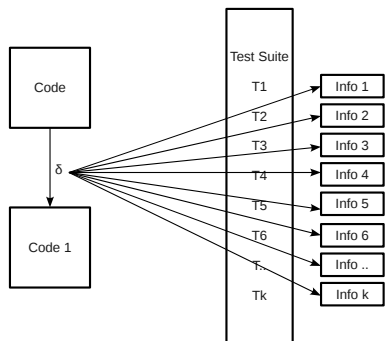 Test Suite
Code
T1
Info 1
T2
Info 2
T3
Info 3
δ
T4
Info 4
T5
Info 5
Code 1
T6
Info 6
T..
Info ..
Tk
Info k